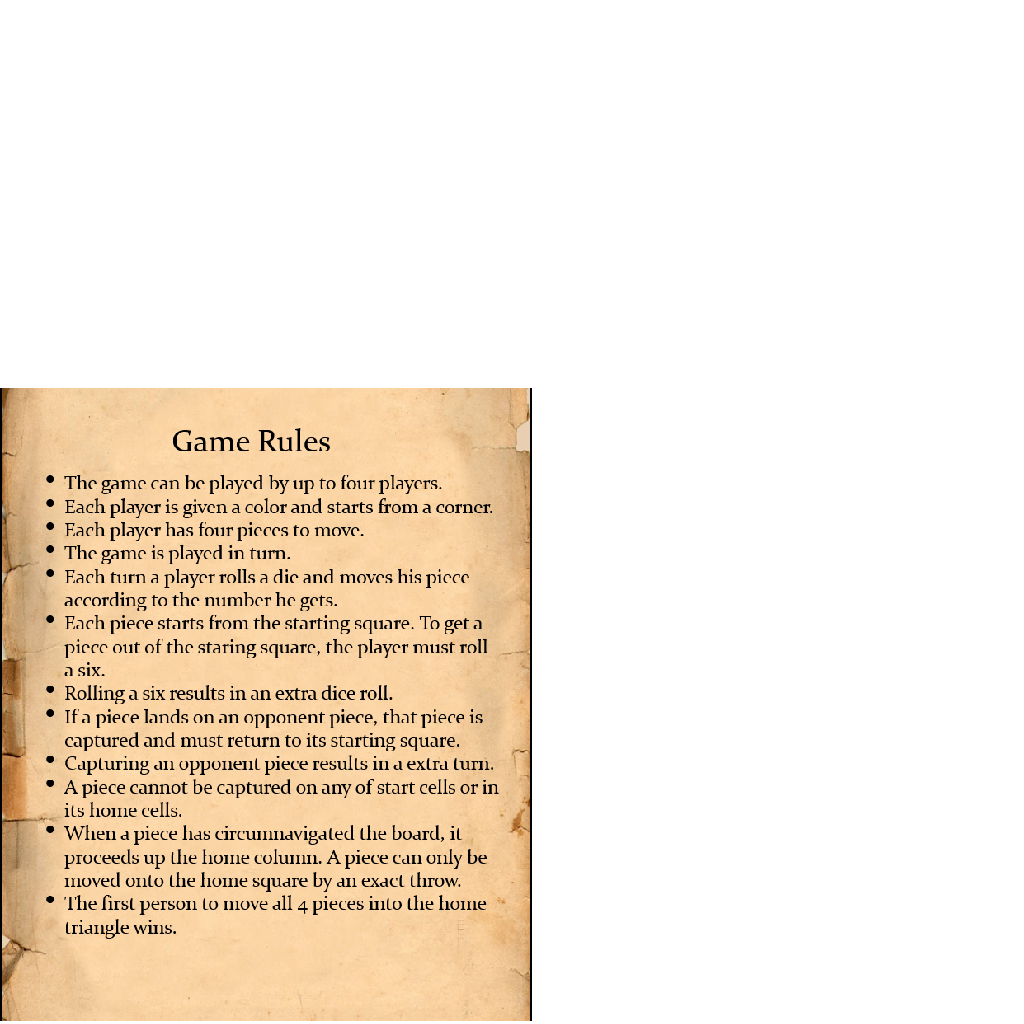 Game Rules
• The game can be played by up to four players.
• Each player is given a color and starts from a corner.
• Each player has four pieces to move.
• The game is played in turn.
• Each turn a player rolls a die and moves his piece
according to the number he gets.
• Each piece starts from the starting square. To get a
piece out of the staring square, the player must roll
a six.
• Rolling a six results in an extra dice roll.
• If a piece lands on an opponent piece, that piece is
captured and must return to its starting square.
• Capturing an opponent piece results in a extra turn.
• A piece cannot be captured on any of start cells or in
its home cells.
• When a piece has circumnavigated the board, it
proceeds up the home column. A piece can only be
moved onto the home square by an exact throw.
• The first person to move all 4 pieces into the home
triangle wins.